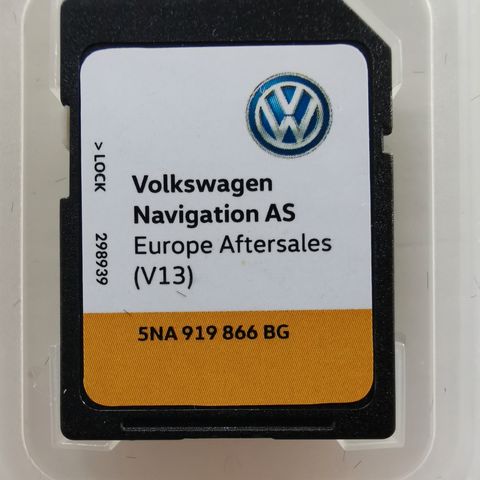 Volkswagen
Navigation AS
Europe Aftersales
(V13)
5NA 919 866 BG
> LOCK
298939